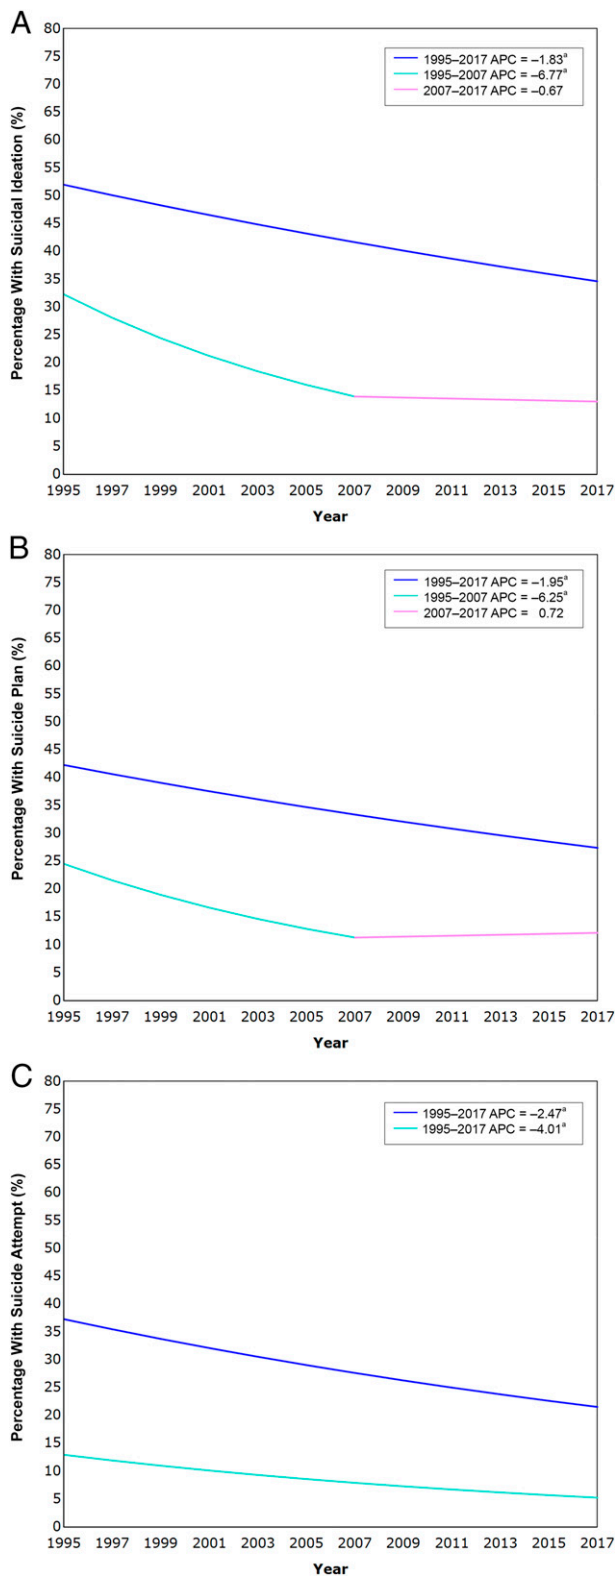 A
Percentage With Suicidal Ideation (%)
80
75
70
65
60
55
50
45
40
35
30
25
20
15
10
5
0
1995–2017 APC = –1.83ᵃ
1995–2007 APC = –6.77ᵃ
2007–2017 APC = –0.67
1995 1997 1999 2001 2003 2005 2007 2009 2011 2013 2015 2017
Year
B
Percentage With Suicide Plan (%)
80
75
70
65
60
55
50
45
40
35
30
25
20
15
10
5
0
1995–2017 APC = –1.95ᵃ
1995–2007 APC = –6.25ᵃ
2007–2017 APC = 0.72
1995 1997 1999 2001 2003 2005 2007 2009 2011 2013 2015 2017
Year
C
Percentage With Suicide Attempt (%)
80
75
70
65
60
55
50
45
40
35
30
25
20
15
10
5
0
1995–2017 APC = –2.47ᵃ
1995–2017 APC = –4.01ᵃ
1995 1997 1999 2001 2003 2005 2007 2009 2011 2013 2015 2017
Year